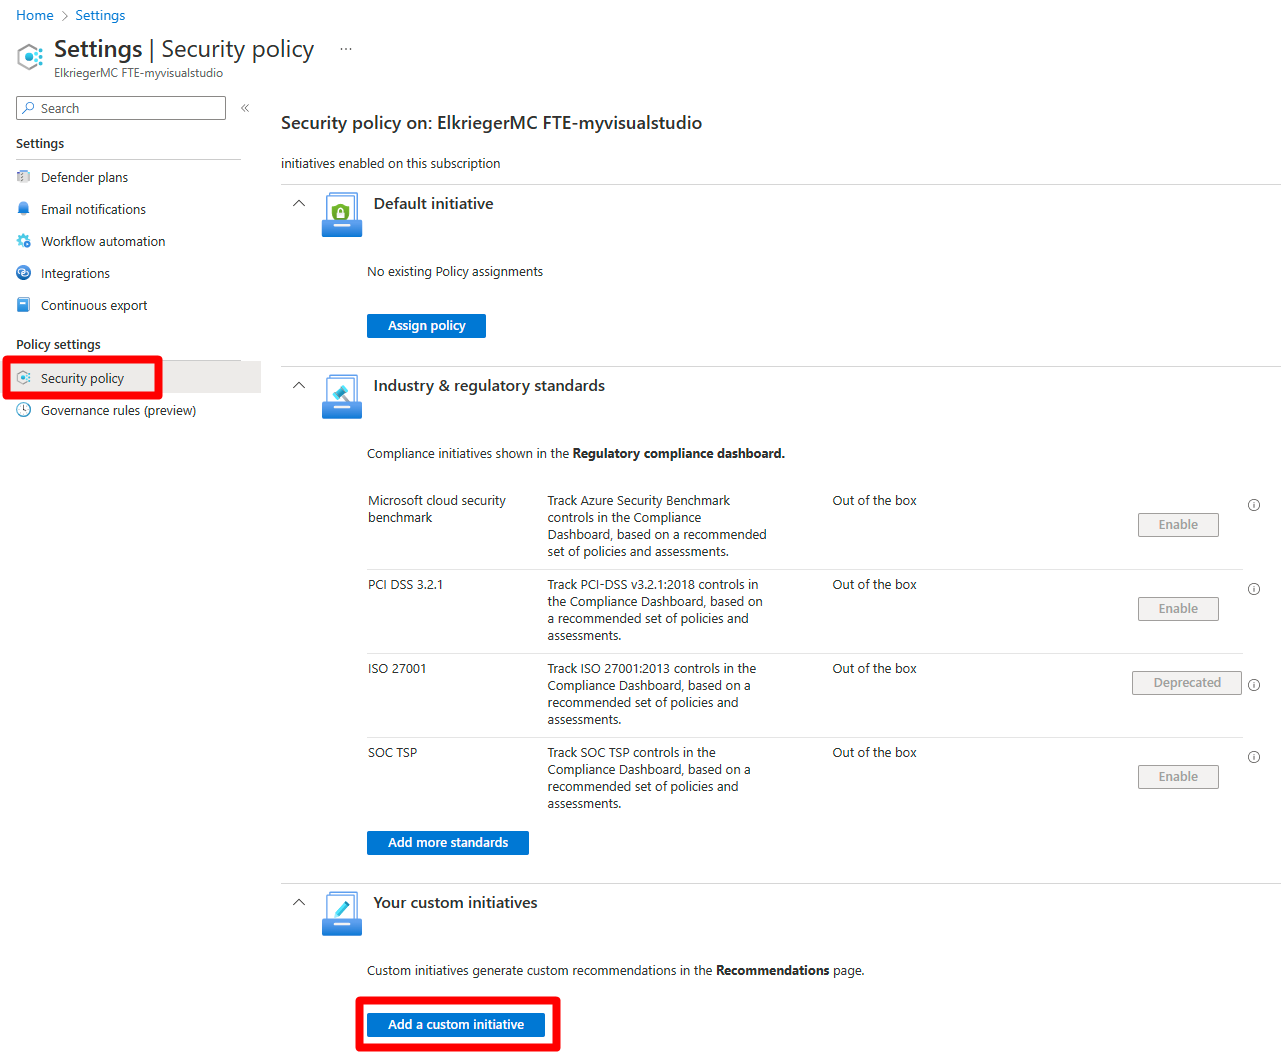 Home > Settings
Settings | Security policy ...
ElkriegerMC FTE-myvisualstudio
Search «
Settings
Defender plans
Email notifications
Workflow automation
Integrations
Continuous export
Policy settings
Security policy
Governance rules (preview)
Security policy on: ElkriegerMC FTE-myvisualstudio
initiatives enabled on this subscription
Default initiative
No existing Policy assignments
Assign policy
Industry & regulatory standards
Compliance initiatives shown in the Regulatory compliance dashboard.
Microsoft cloud security
benchmark
Track Azure Security Benchmark
controls in the Compliance
Dashboard, based on a recommended
set of policies and assessments.
Out of the box
Enable
PCI DSS 3.2.1
Track PCI-DSS v3.2.1:2018 controls in
the Compliance Dashboard, based on
a recommended set of policies and
assessments.
Out of the box
Enable
ISO 27001
Track ISO 27001:2013 controls in the
Compliance Dashboard, based on a
recommended set of policies and
assessments.
Out of the box
Deprecated
SOC TSP
Track SOC TSP controls in the
Compliance Dashboard, based on a
recommended set of policies and
assessments.
Out of the box
Enable
Add more standards
Your custom initiatives
Custom initiatives generate custom recommendations in the Recommendations page.
Add a custom initiative